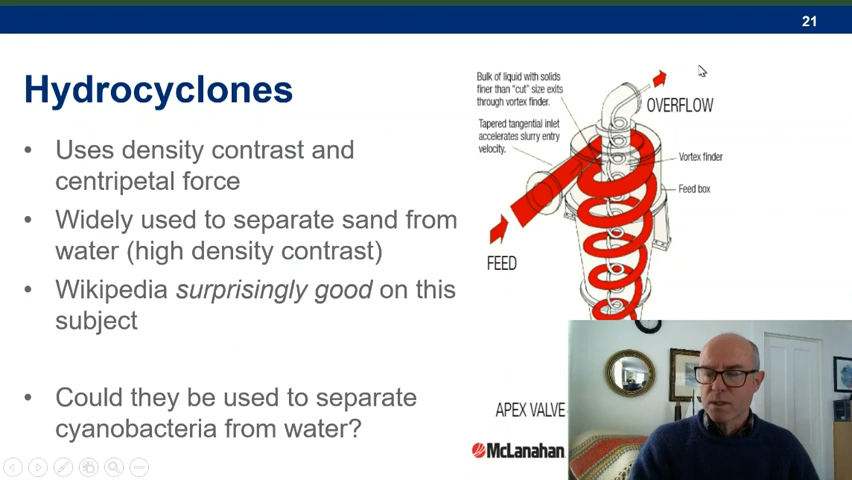 21
Hydrocyclones
• Uses density contrast and
centripetal force
• Widely used to separate sand from
water (high density contrast)
• Wikipedia surprisingly good on this
subject
• Could they be used to separate
cyanobacteria from water?
Bulk of liquid with solids
finer than "cut" size exits
through vortex finder.
OVERFLOW
Tapered tangential inlet
accelerates slurry entry
velocity.
Vortex finder
Feed box
FEED
APEX VALVE
McLanahan